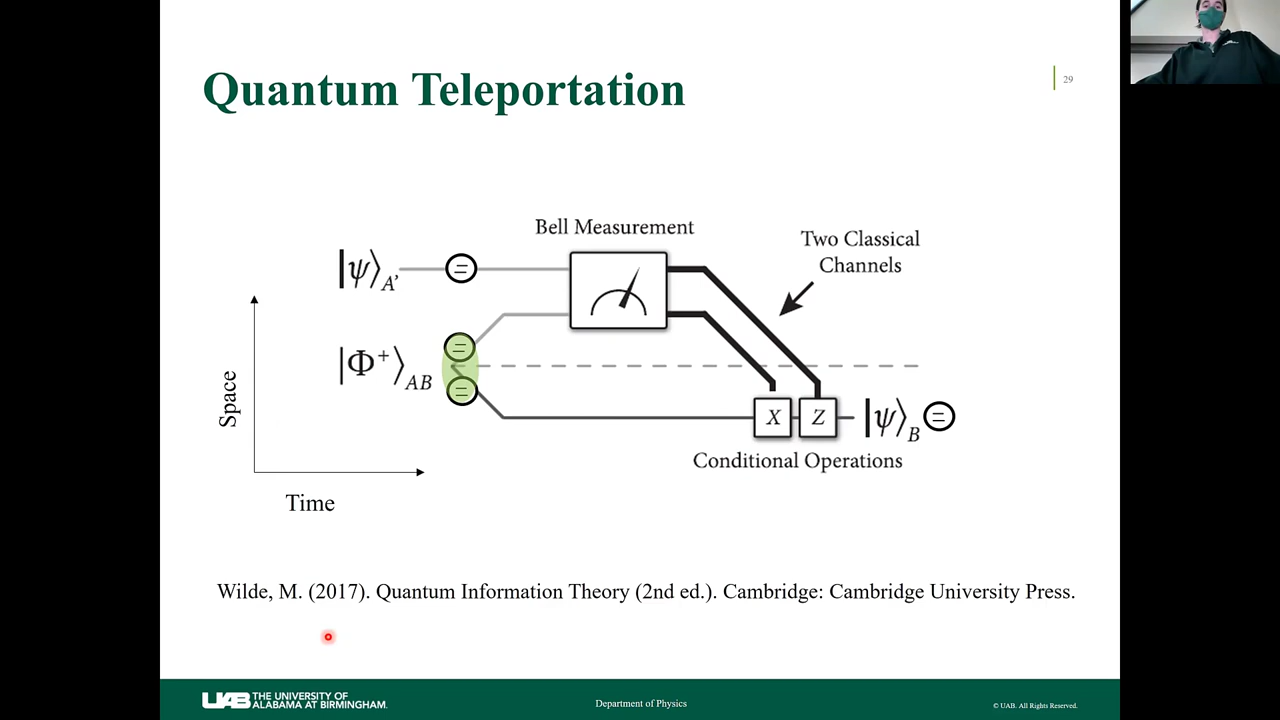 Quantum Teleportation
29
Bell Measurement
Two Classical
Channels
|ψ⟩A'
|Φ⁺⟩AB
Space
X
Z
|ψ⟩B
Conditional Operations
Time
Wilde, M. (2017). Quantum Information Theory (2nd ed.). Cambridge: Cambridge University Press.
UAB THE UNIVERSITY OF
ALABAMA AT BIRMINGHAM.
Department of Physics
© UAB. All Rights Reserved.